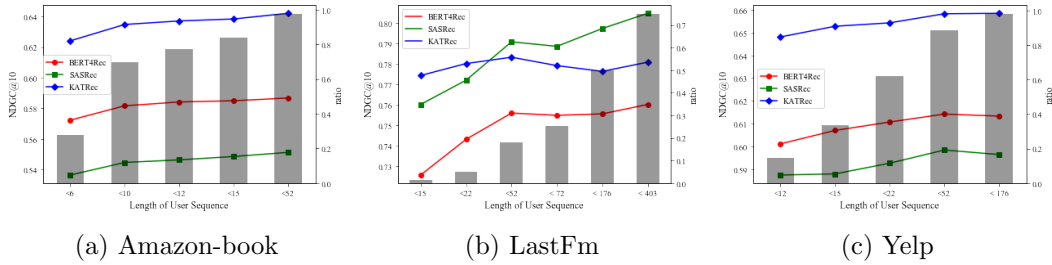 0.64
0.62
0.60
0.58
0.56
0.54
NDGC@10
BERT4Rec
SASRec
KATRec
1.0
0.8
0.6
0.4
0.2
0.0
ratio
<6 <10 <12 <15 <52
Length of User Sequence
(a) Amazon-book
0.80
0.79
0.78
0.77
0.76
0.75
0.74
0.73
NDGC@10
BERT4Rec
SASRec
KATRec
0.7
0.6
0.5
0.4
0.3
0.2
0.1
0.0
ratio
<15 <22 <52 < 72 < 176 < 403
Length of User Sequence
(b) LastFm
0.66
0.65
0.64
0.63
0.62
0.61
0.60
0.59
NDGC@10
BERT4Rec
SASRec
KATRec
1.0
0.8
0.6
0.4
0.2
0.0
ratio
<12 <15 <22 <52 < 176
Length of User Sequence
(c) Yelp